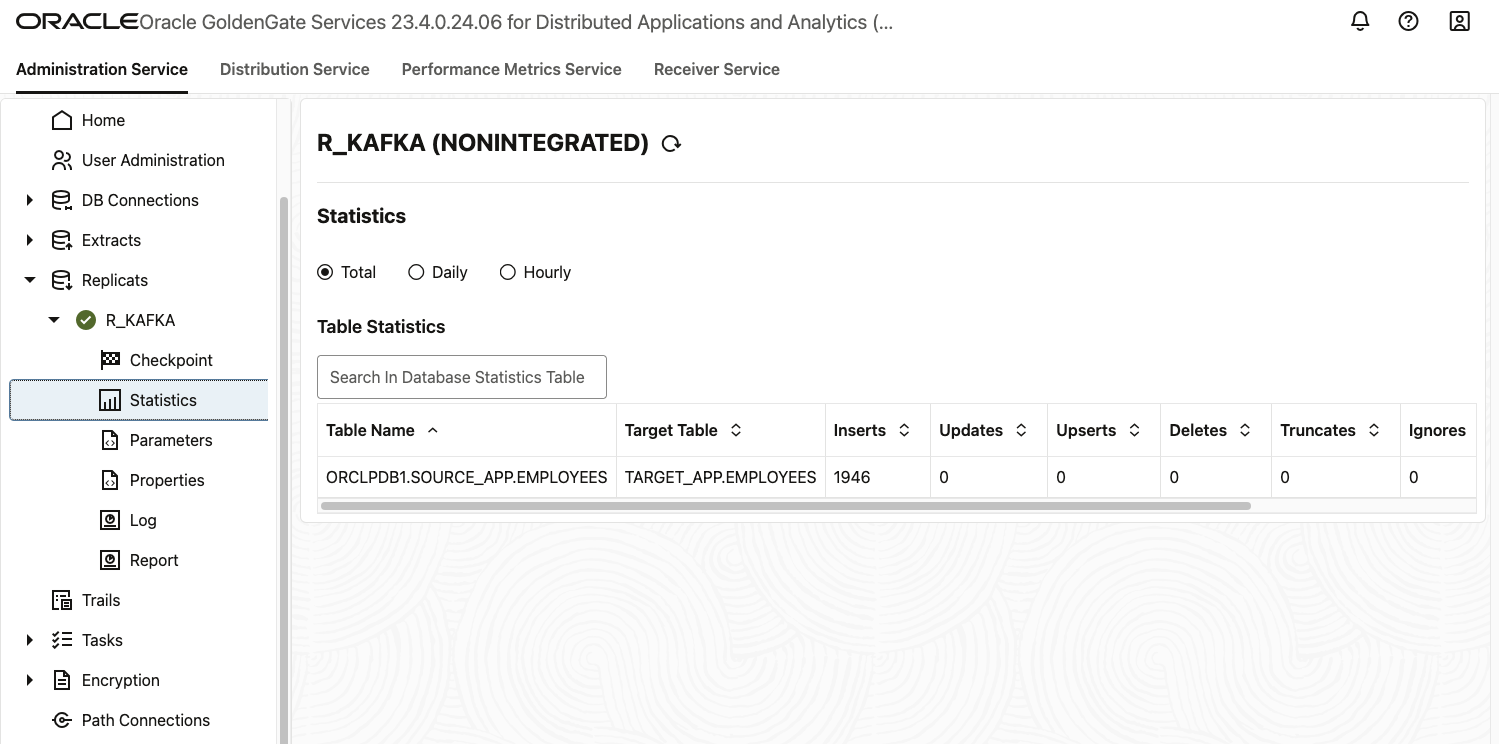 ORACLE Oracle GoldenGate Services 23.4.0.24.06 for Distributed Applications and Analytics (...
Administration Service Distribution Service Performance Metrics Service Receiver Service
Home
User Administration
DB Connections
Extracts
Replicats
R_KAFKA
Checkpoint
Statistics
Parameters
Properties
Log
Report
Trails
Tasks
Encryption
Path Connections
R_KAFKA (NONINTEGRATED)
Statistics
Total Daily Hourly
Table Statistics
Search In Database Statistics Table
Table Name Target Table Inserts Updates Upserts Deletes Truncates Ignores
ORCLPDB1.SOURCE_APP.EMPLOYEES TARGET_APP.EMPLOYEES 1946 0 0 0 0 0